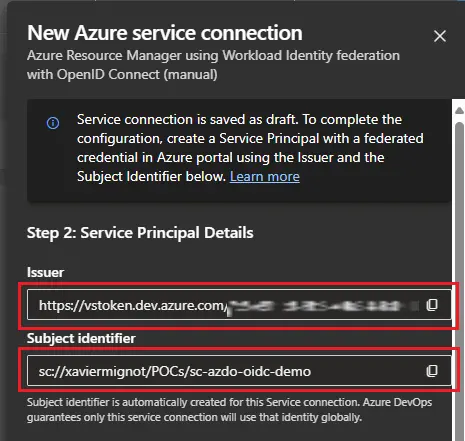 New Azure service connection
Azure Resource Manager using Workload Identity federation
with OpenID Connect (manual)
Service connection is saved as draft. To complete the
configuration, create a Service Principal with a federated
credential in Azure portal using the Issuer and the
Subject Identifier below. Learn more
Step 2: Service Principal Details
Issuer
https://vstoken.dev.azure.com/
Subject identifier
sc://xaviermignot/POCs/sc-azdo-oidc-demo
Subject identifier is automatically created for this Service connection. Azure DevOps
guarantees only this service connection will use that identity globally.